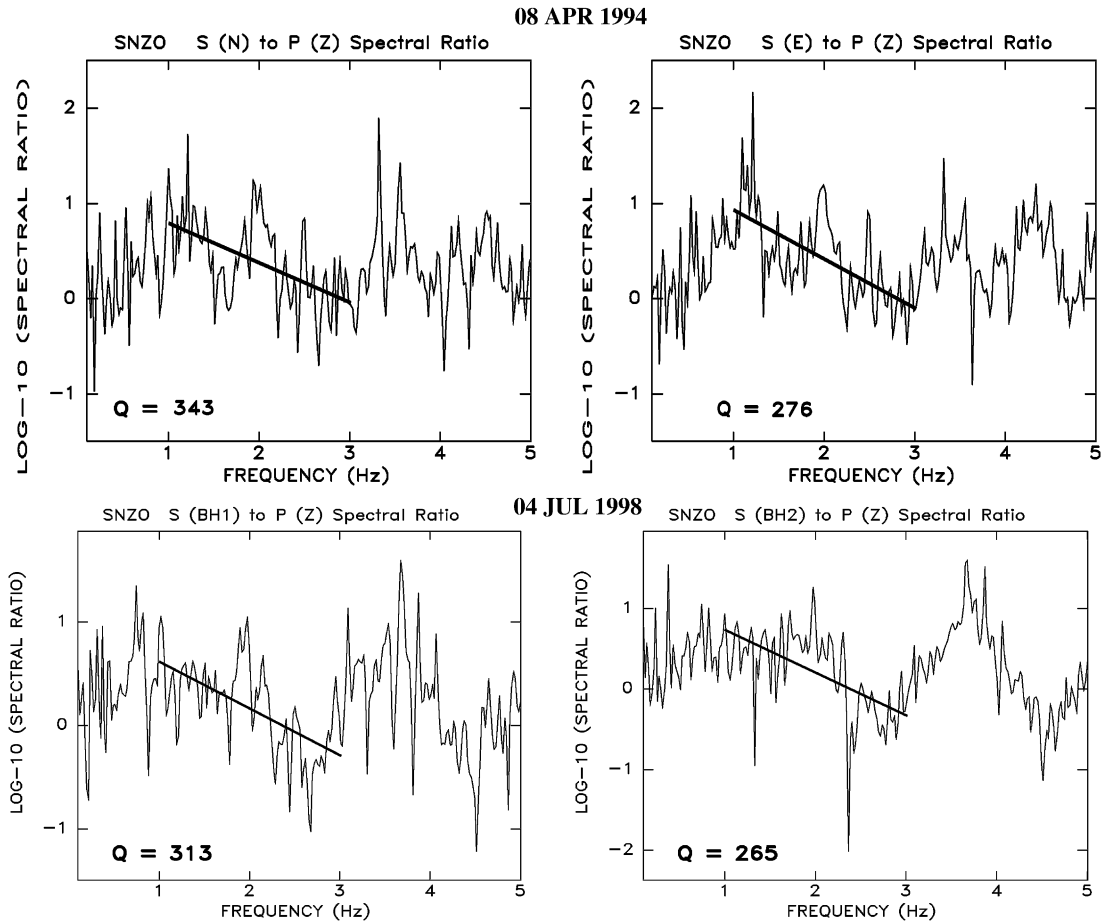 08 APR 1994
SNZO S (N) to P (Z) Spectral Ratio
LOG-10 (SPECTRAL RATIO)
2
1
0
-1
Q = 343
1 2 3 4 5
FREQUENCY (Hz)
SNZO S (E) to P (Z) Spectral Ratio
LOG-10 (SPECTRAL RATIO)
2
1
0
-1
Q = 276
1 2 3 4 5
FREQUENCY (Hz)
04 JUL 1998
SNZO S (BH1) to P (Z) Spectral Ratio
LOG-10 (SPECTRAL RATIO)
1
0
-1
Q = 313
1 2 3 4 5
FREQUENCY (Hz)
SNZO S (BH2) to P (Z) Spectral Ratio
LOG-10 (SPECTRAL RATIO)
1
0
-1
-2
Q = 265
1 2 3 4 5
FREQUENCY (Hz)